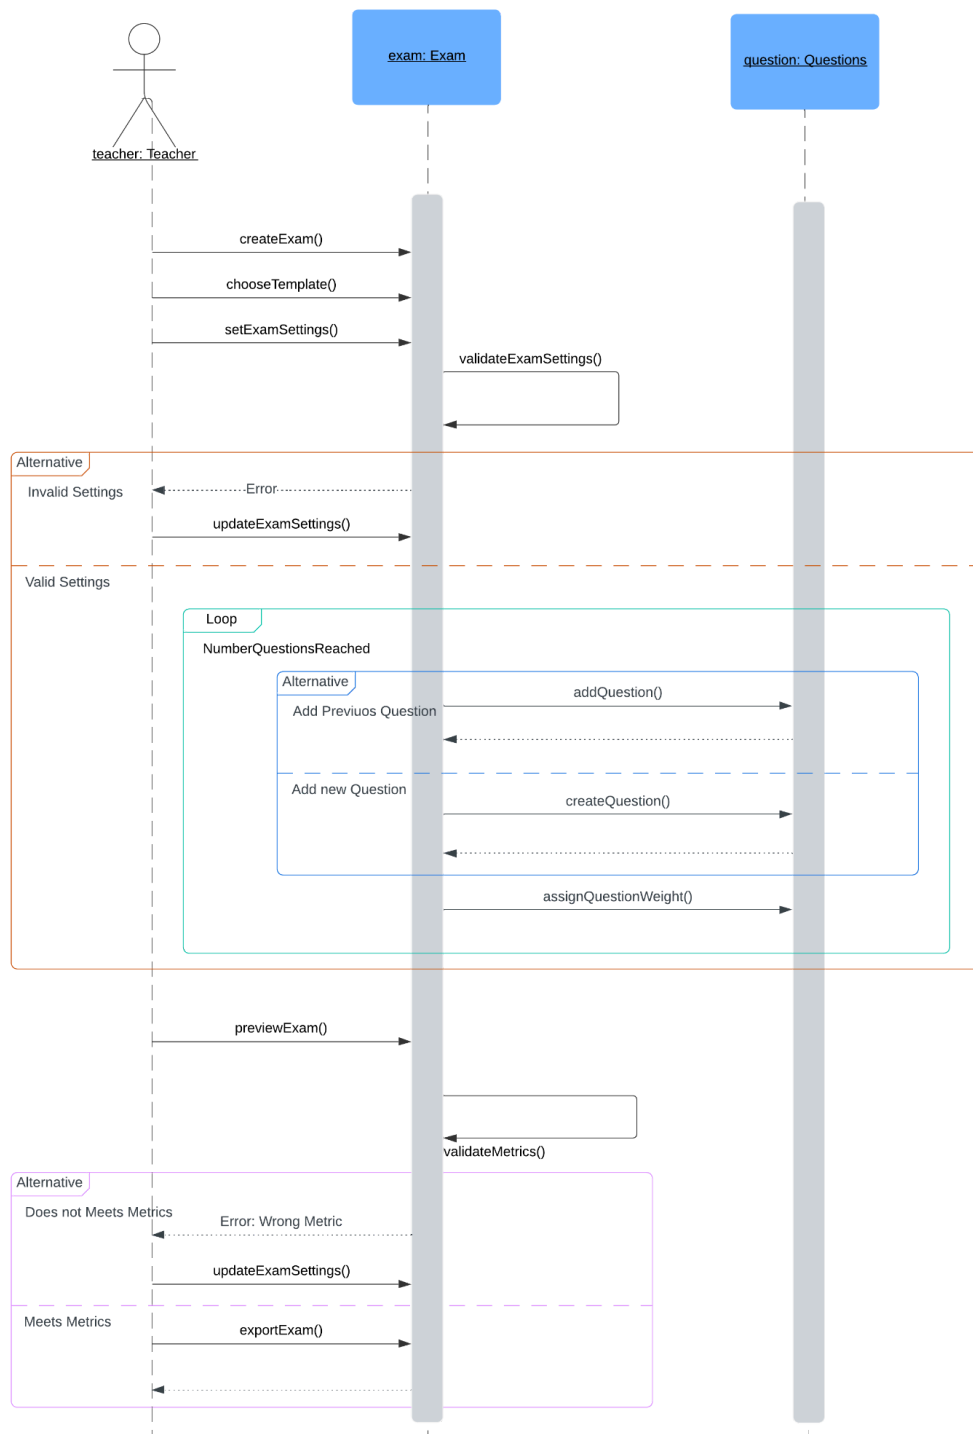 exam: Exam
question: Questions
teacher: Teacher
createExam()
chooseTemplate()
setExamSettings()
validateExamSettings()
Alternative
Invalid Settings
Error
updateExamSettings()
Valid Settings
Loop
NumberQuestionsReached
Alternative
addQuestion()
Add Previuos Question
Add new Question
createQuestion()
assignQuestionWeight()
previewExam()
validateMetrics()
Alternative
Does not Meets Metrics
Error: Wrong Metric
updateExamSettings()
Meets Metrics
exportExam()